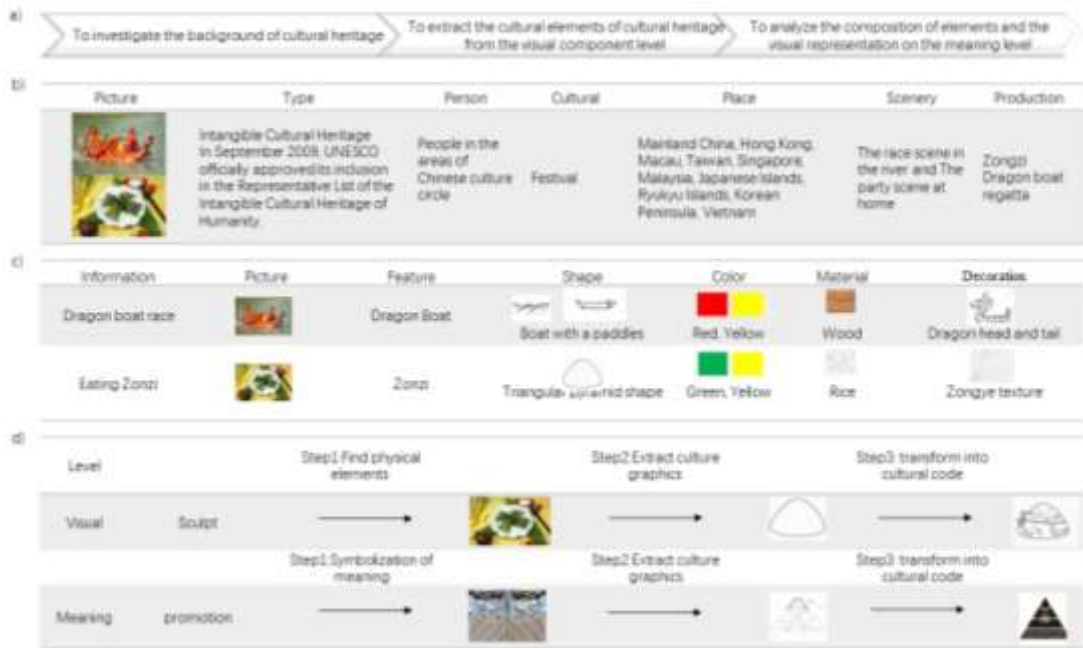 a)
To investigate the background of cultural heritage
To extract the cultural elements of cultural heritage
from the visual component level
To analyze the composition of elements and the
visual representation on the meaning level
b)
Picture Type Person Cultural Place Scenery Production
Intangible Cultural Heritage
In September 2009, UNESCO
officially approved its inclusion
in the Representative List of the
Intangible Cultural Heritage of
Humanity.
People in the
areas of
Chinese culture
circle
Festival
Mainland China, Hong Kong,
Macau, Taiwan, Singapore,
Malaysia, Japanese Islands,
Ryukyu Islands, Korean
Peninsula, Vietnam
The race scene in
the river and The
party scene at
home
Zongzi
Dragon boat
regatta
c)
Information Picture Feature Shape Color Material Decoration
Dragon boat race Dragon Boat Boat with a paddles Red, Yellow Wood Dragon head and tail
Eating Zonzi Zonzi Triangular pyramid shape Green, Yellow Rice Zongye texture
d)
Level
Step1 Find physical
elements
Step2 Extract culture
graphics
Step3 transform into
cultural code
Visual Sculpt
Step1 Symbolization of
meaning
Step2 Extract culture
graphics
Step3 transform into
cultural code
Meaning promotion